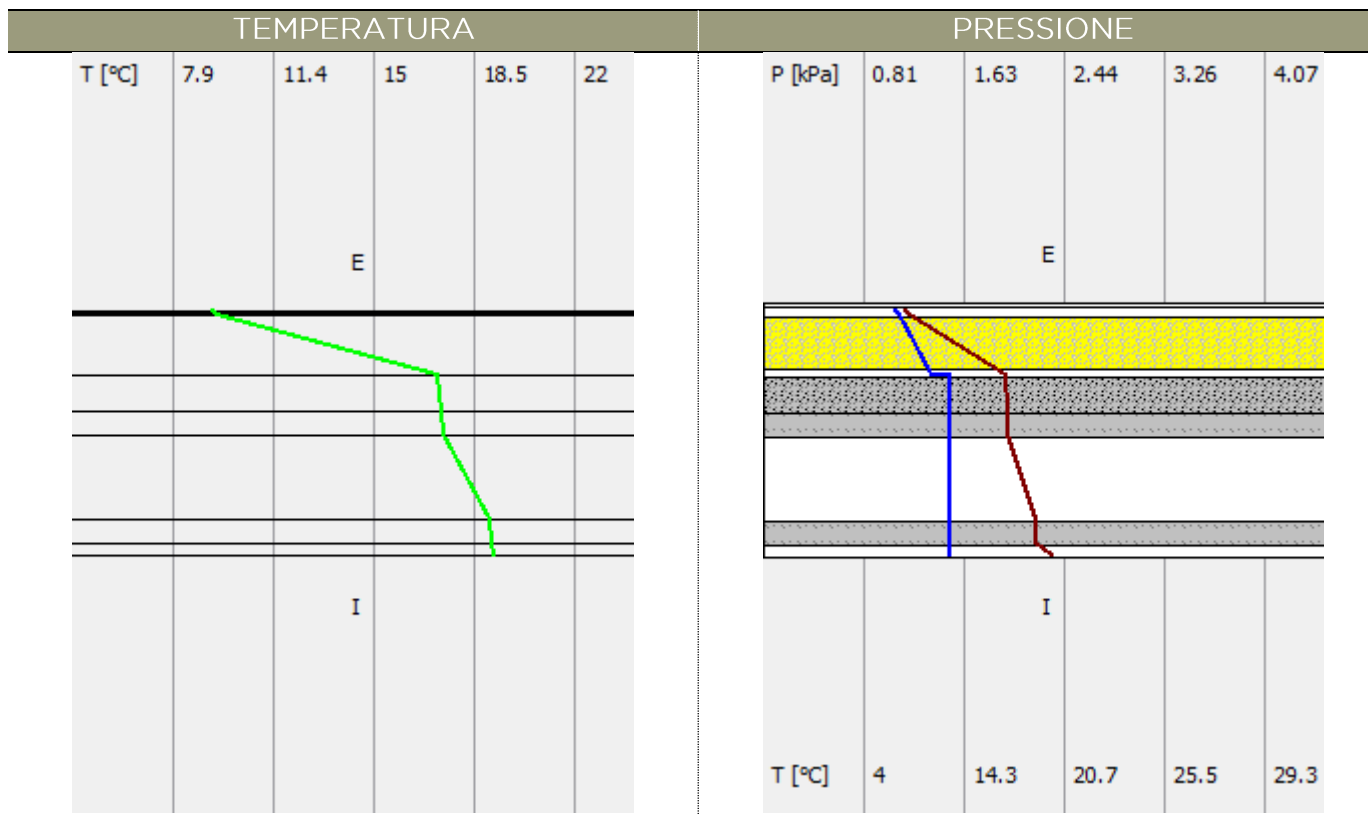 TEMPERATURA PRESSIONE
T [°C] 7.9 11.4 15 18.5 22 P [kPa] 0.81 1.63 2.44 3.26 4.07
E E
I I
T [°C] 4 14.3 20.7 25.5 29.3